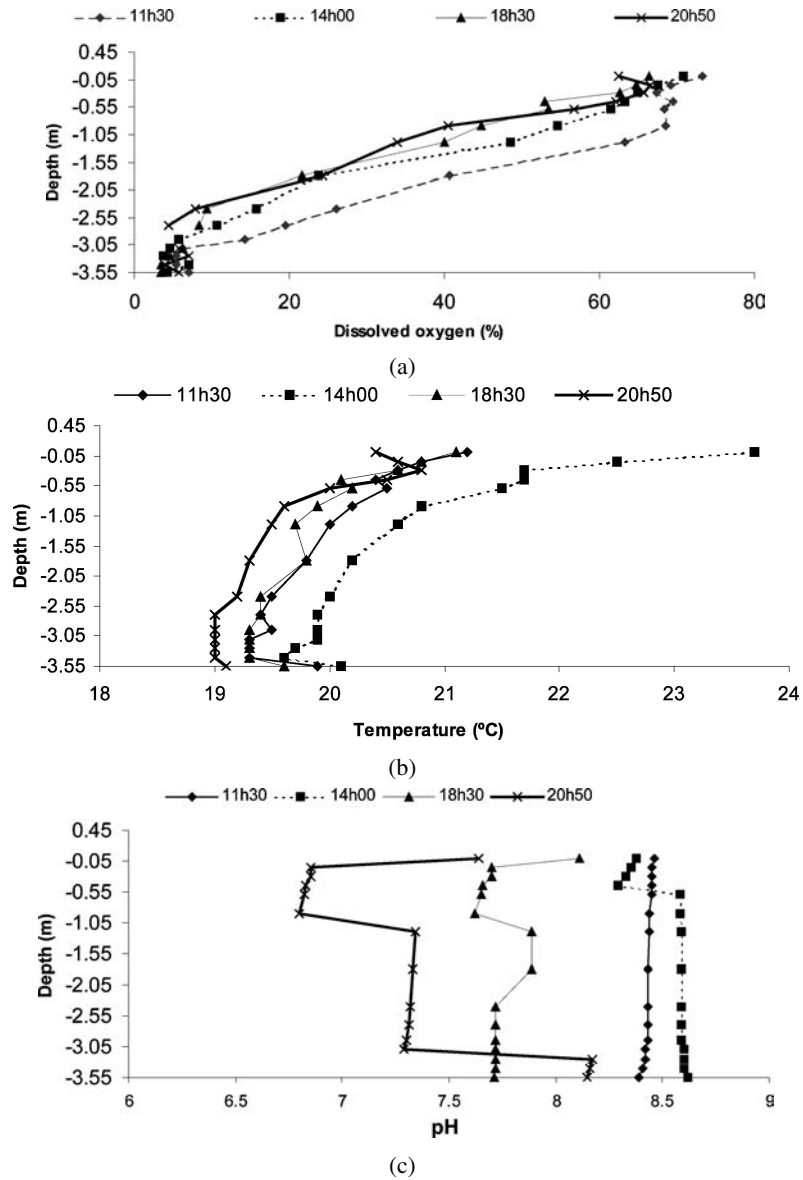 11h30 14h00 18h30 20h50
0.45
-0.05
-0.55
-1.05
-1.55
-2.05
-2.55
-3.05
-3.55
Depth (m)
0 20 40 60 80
Dissolved oxygen (%)
(a)
11h30 14h00 18h30 20h50
0.45
-0.05
-0.55
-1.05
-1.55
-2.05
-2.55
-3.05
-3.55
Depth (m)
18 19 20 21 22 23 24
Temperature (ºC)
(b)
11h30 14h00 18h30 20h50
0.45
-0.05
-0.55
-1.05
-1.55
-2.05
-2.55
-3.05
-3.55
Depth (m)
6 6.5 7 7.5 8 8.5 9
pH
(c)